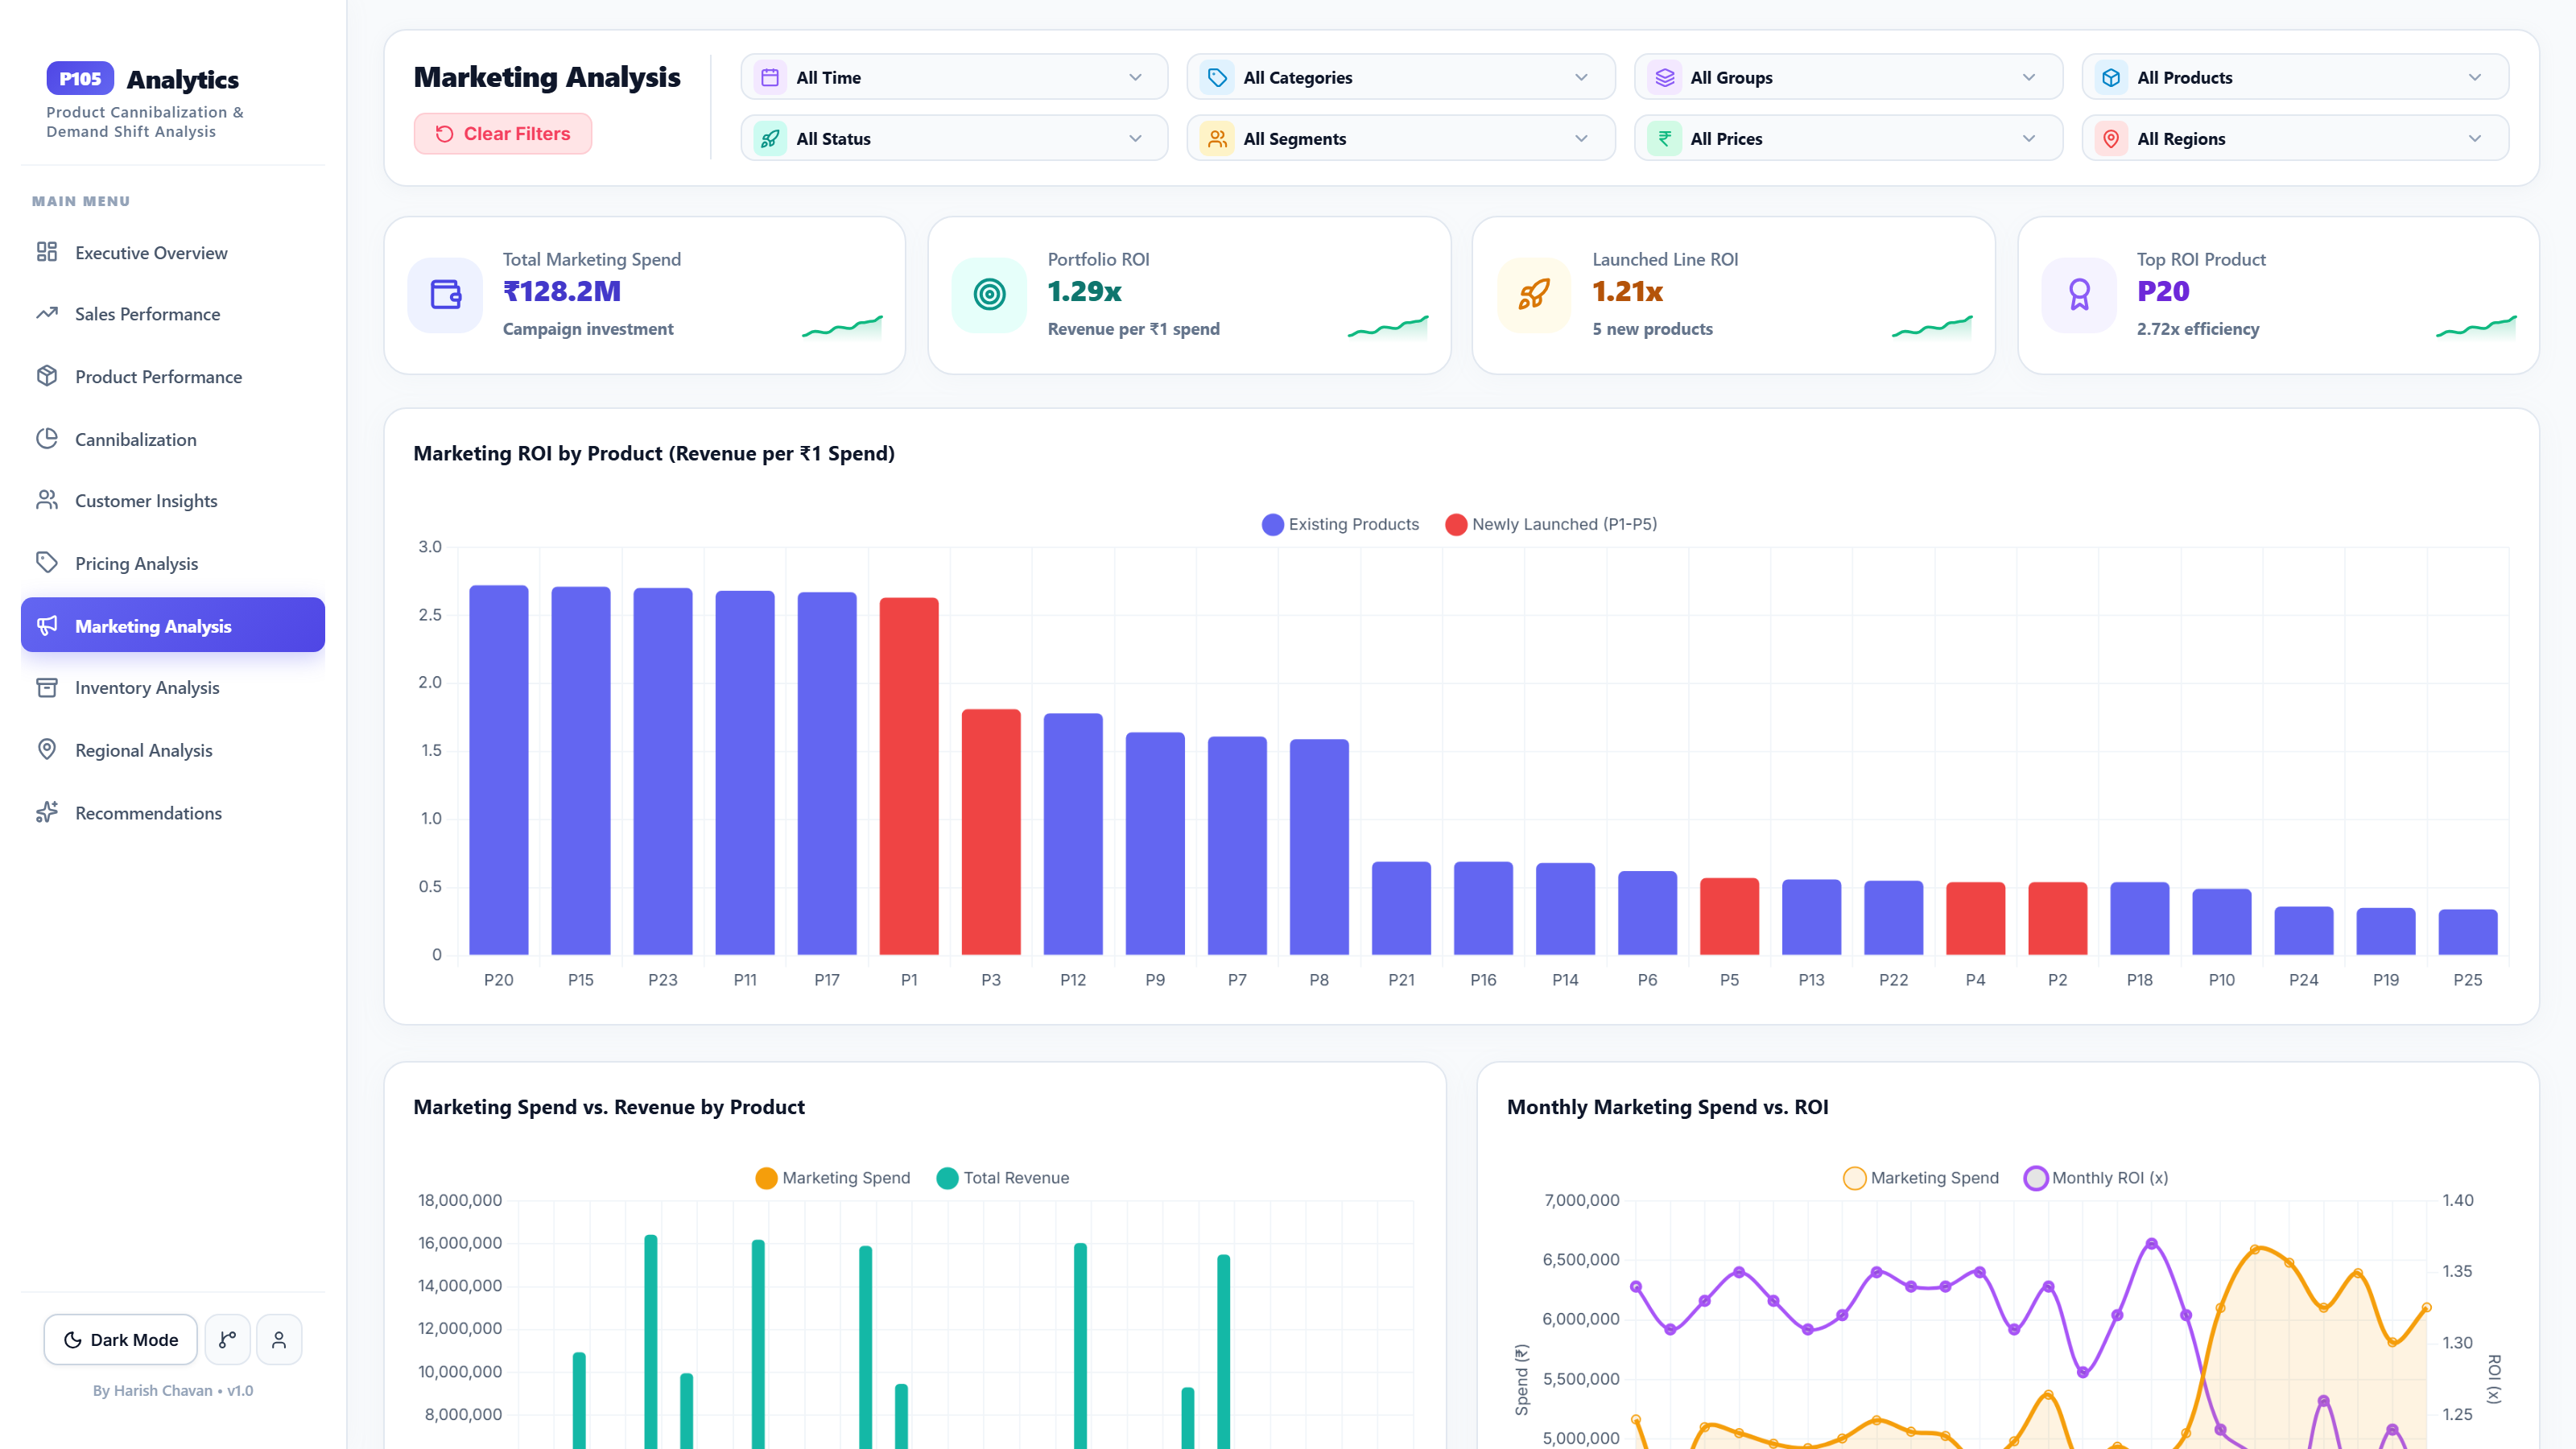 P105 Analytics
Product Cannibalization &
Demand Shift Analysis
MAIN MENU
Executive Overview
Sales Performance
Product Performance
Cannibalization
Customer Insights
Pricing Analysis
Marketing Analysis
Inventory Analysis
Regional Analysis
Recommendations
Dark Mode
By Harish Chavan • v1.0
Marketing Analysis
Clear Filters
All Time
All Categories
All Groups
All Products
All Status
All Segments
₹ All Prices
All Regions
Total Marketing Spend
₹128.2M
Campaign investment
Portfolio ROI
1.29x
Revenue per ₹1 spend
Launched Line ROI
1.21x
5 new products
Top ROI Product
P20
2.72x efficiency
Marketing ROI by Product (Revenue per ₹1 Spend)
Existing Products Newly Launched (P1-P5)
3.0
2.5
2.0
1.5
1.0
0.5
0
P20 P15 P23 P11 P17 P1 P3 P12 P9 P7 P8 P21 P16 P14 P6 P5 P13 P22 P4 P2 P18 P10 P24 P19 P25
Marketing Spend vs. Revenue by Product
Marketing Spend Total Revenue
18,000,000
16,000,000
14,000,000
12,000,000
10,000,000
8,000,000
Monthly Marketing Spend vs. ROI
Marketing Spend Monthly ROI (x)
7,000,000
6,500,000
6,000,000
5,500,000
5,000,000
Spend (₹)
1.40
1.35
1.30
1.25
ROI (x)